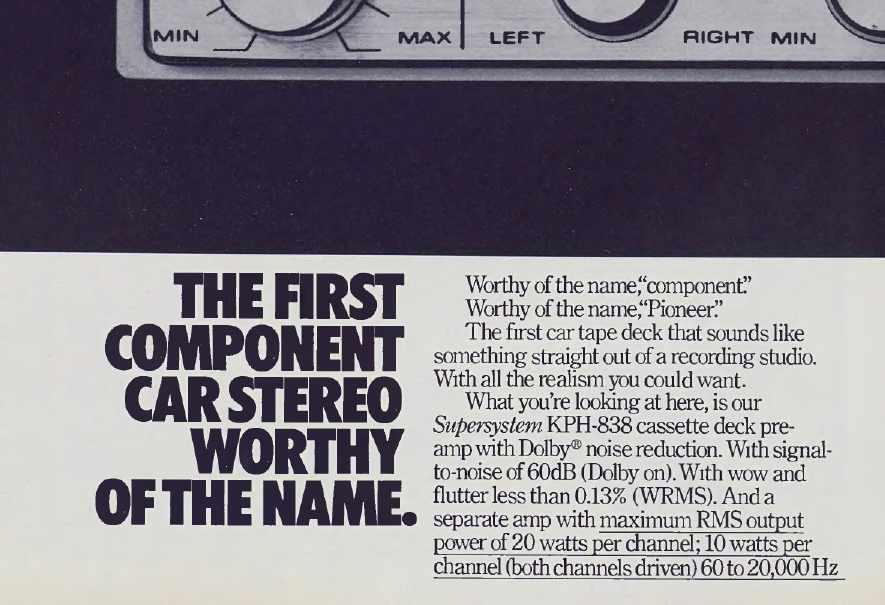 MIN MAX LEFT RIGHT MIN
THE FIRST
COMPONENT
CAR STEREO
WORTHY
OF THE NAME.
Worthy of the name, “component.”
Worthy of the name, “Pioneer.”
The first car tape deck that sounds like
something straight out of a recording studio.
With all the realism you could want.
What you're looking at here, is our
Supersystem KPH-838 cassette deck pre-
amp with Dolby® noise reduction. With signal-
to-noise of 60dB (Dolby on). With wow and
flutter less than 0.13% (WRMS). And a
separate amp with maximum RMS output
power of 20 watts per channel; 10 watts per
channel (both channels driven) 60 to 20,000 Hz